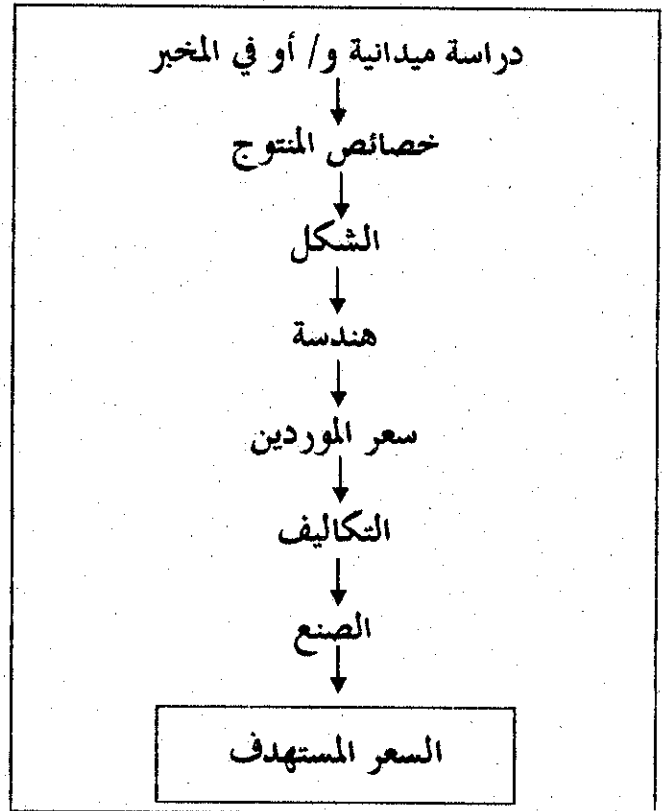 دراسة ميدانية و/ أو في المخبر
خصائص المنتوج
الشكل
هندسة
سعر الموردين
التكاليف
الصنع
السعر المستهدف